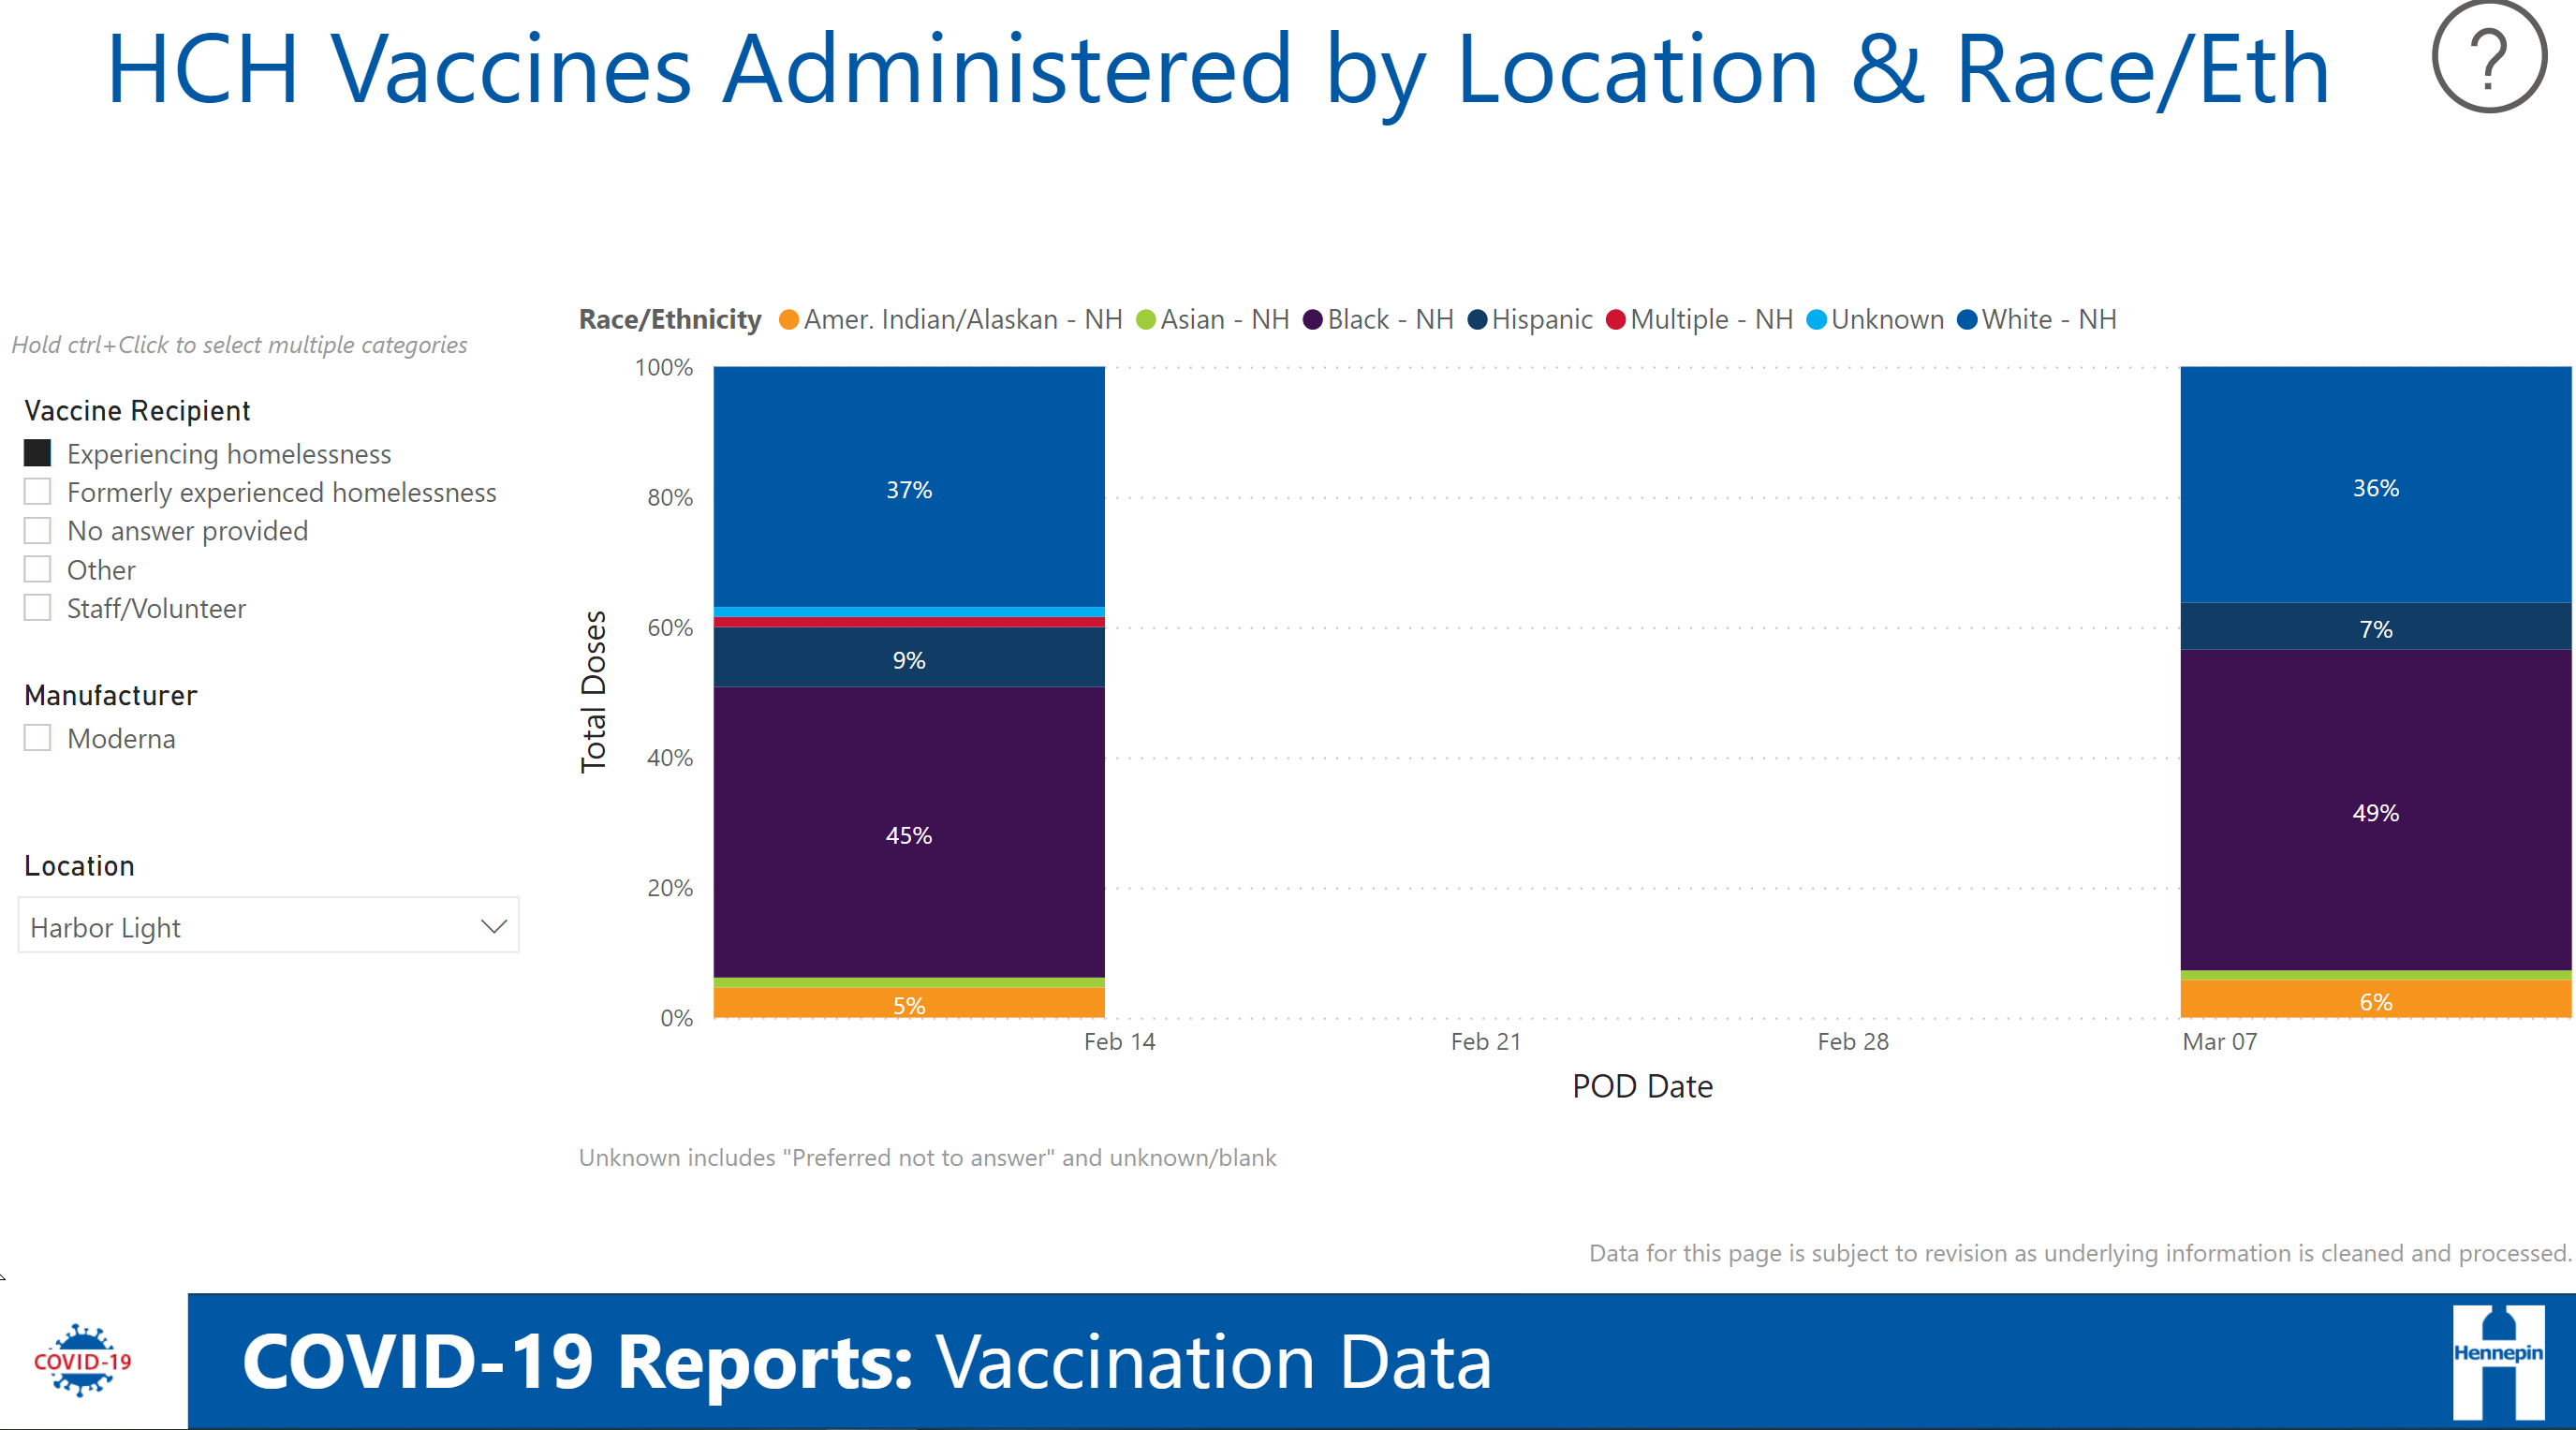 HCH Vaccines Administered by Location & Race/Eth
?
Hold ctrl+Click to select multiple categories
Vaccine Recipient
Experiencing homelessness
Formerly experienced homelessness
No answer provided
Other
Staff/Volunteer
Manufacturer
Moderna
Location
Harbor Light
Race/Ethnicity Amer. Indian/Alaskan - NH Asian - NH Black - NH Hispanic Multiple - NH Unknown White - NH
Total Doses
100%
80%
60%
40%
20%
0%
37%
9%
45%
5%
36%
7%
49%
6%
Feb 14 Feb 21 Feb 28 Mar 07
POD Date
Unknown includes "Preferred not to answer" and unknown/blank
Data for this page is subject to revision as underlying information is cleaned and processed.
COVID-19
COVID-19 Reports: Vaccination Data
Hennepin